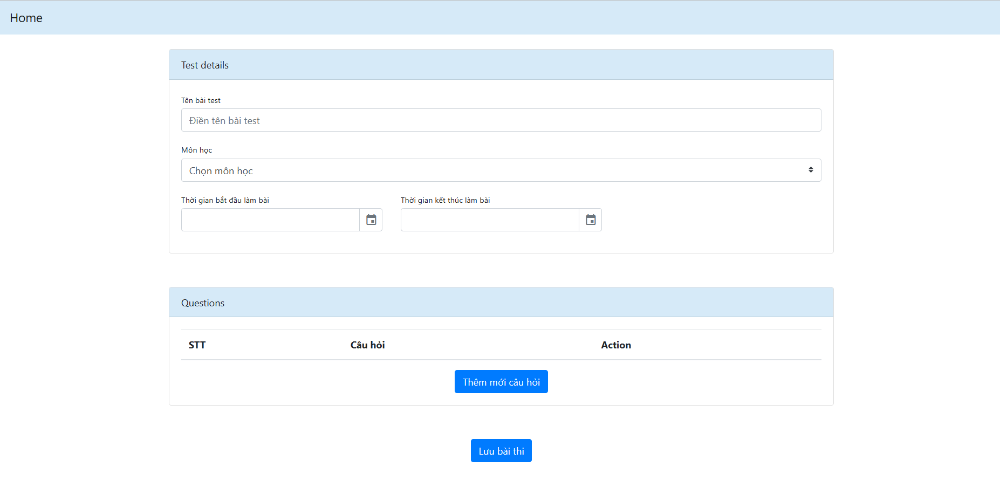 Home
Test details
Tên bài test
Điền tên bài test
Môn học
Chọn môn học
Thời gian bắt đầu làm bài Thời gian kết thúc làm bài
Questions
STT Câu hỏi Action
Thêm mới câu hỏi
Lưu bài thi